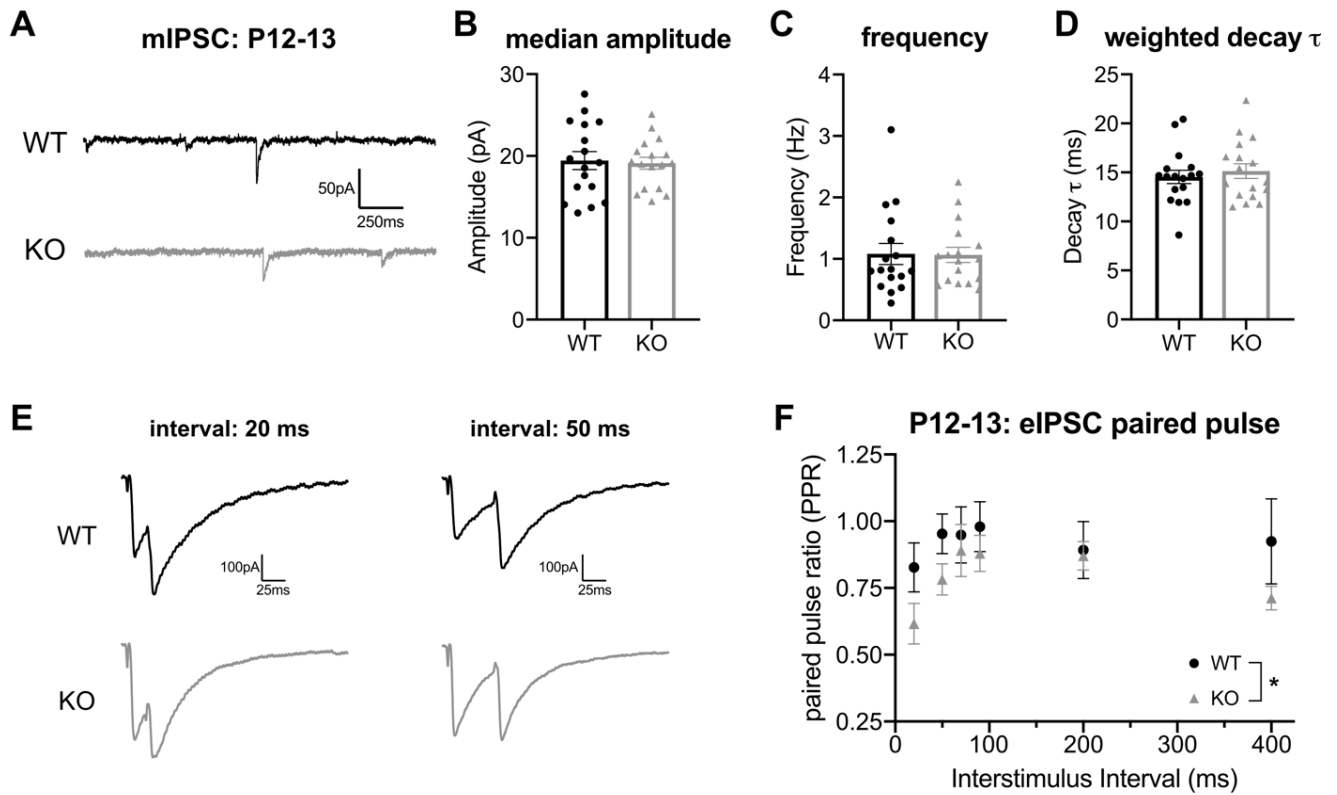 A
mIPSC: P12-13
WT
50pA
250ms
KO
B
median amplitude
Amplitude (pA)
30
20
10
0
WT
KO
C
frequency
Frequency (Hz)
4
3
2
1
0
WT
KO
D
weighted decay τ
Decay τ (ms)
25
20
15
10
5
0
WT
KO
E
interval: 20 ms
interval: 50 ms
WT
100pA
25ms
100pA
25ms
KO
F
P12-13: eIPSC paired pulse
paired pulse ratio (PPR)
1.25
1.00
0.75
0.50
0.25
WT
KO
*
0
100
200
300
400
Interstimulus Interval (ms)